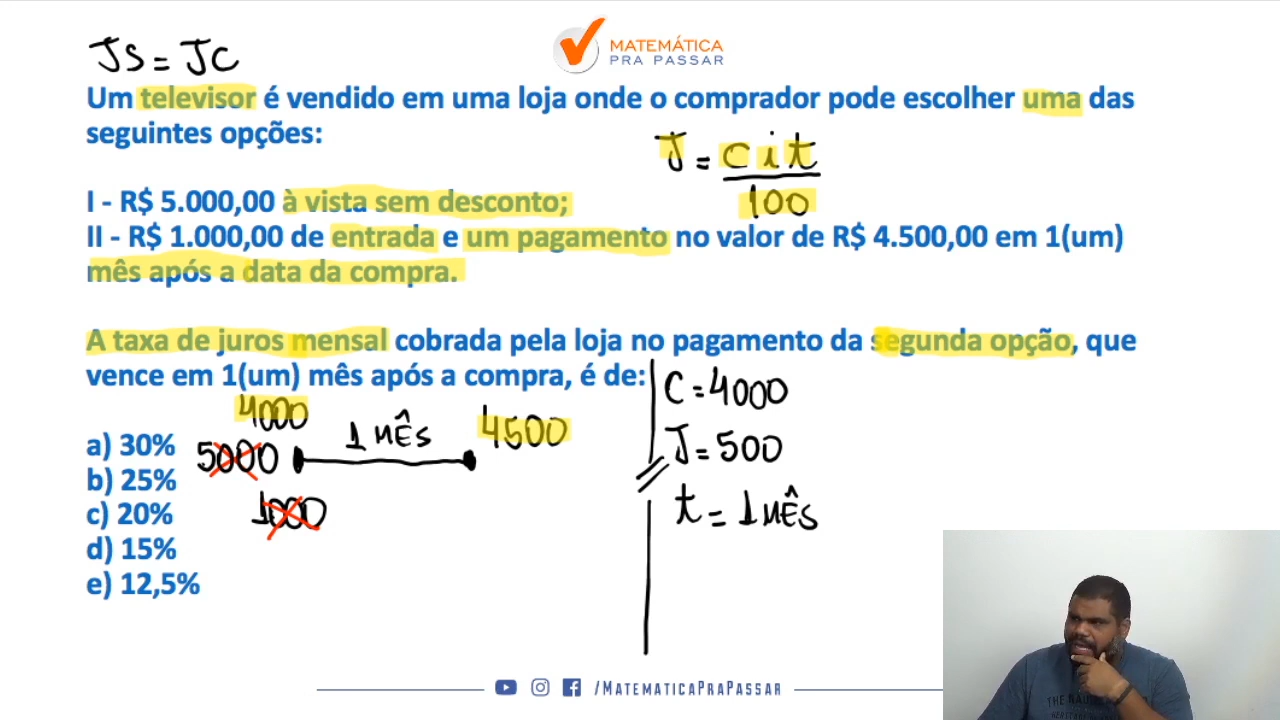 JS = JC
MATEMÁTICA
PRA PASSAR
Um televisor é vendido em uma loja onde o comprador pode escolher uma das
seguintes opções:
J = c i t
100
I - R$ 5.000,00 à vista sem desconto;
II - R$ 1.000,00 de entrada e um pagamento no valor de R$ 4.500,00 em 1(um)
mês após a data da compra.
A taxa de juros mensal cobrada pela loja no pagamento da segunda opção, que
vence em 1(um) mês após a compra, é de:
a) 30%
b) 25%
c) 20%
d) 15%
e) 12,5%
4000
5000
1000
1 MÊS
4500
C = 4000
J = 500
t = 1 MÊS
/MATEMATICAPRAPASSAR